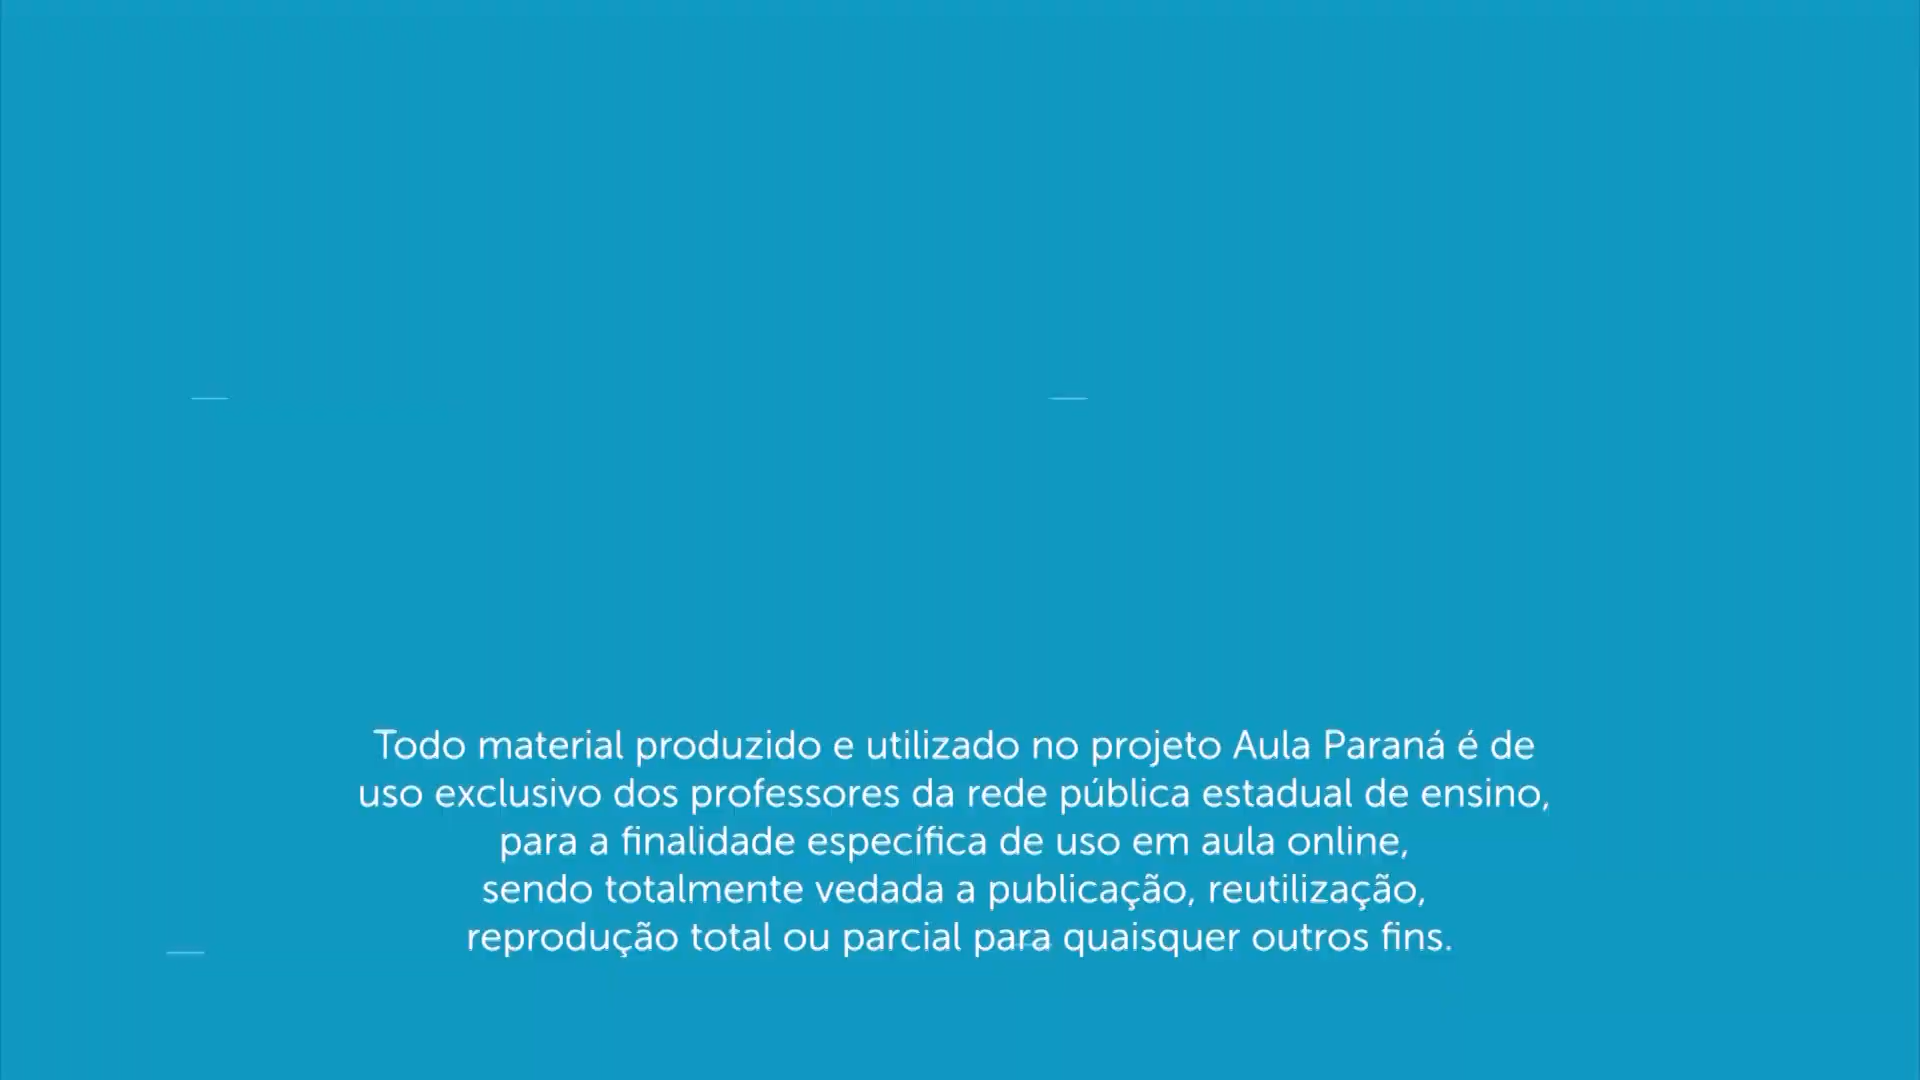 Todo material produzido e utilizado no projeto Aula Paraná é de
uso exclusivo dos professores da rede pública estadual de ensino,
para a finalidade específica de uso em aula online,
sendo totalmente vedada a publicação, reutilização,
reprodução total ou parcial para quaisquer outros fins.